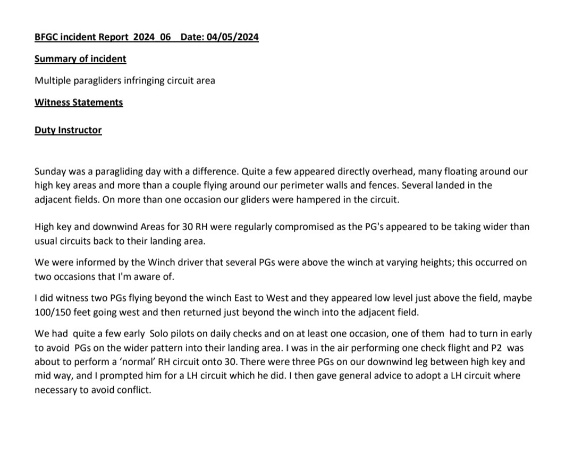 BFGC incident Report 2024 06 Date: 04/05/2024
Summary of incident
Multiple paragliders infringing circuit area
Witness Statements
Duty Instructor
Sunday was a paragliding day with a difference. Quite a few appeared directly overhead, many floating around our
high key areas and more than a couple flying around our perimeter walls and fences. Several landed in the
adjacent fields. On more than one occasion our gliders were hampered in the circuit.
High key and downwind Areas for 30 RH were regularly compromised as the PG's appeared to be taking wider than
usual circuits back to their landing area.
We were informed by the Winch driver that several PGs were above the winch at varying heights; this occurred on
two occasions that I'm aware of.
I did witness two PGs flying beyond the winch East to West and they appeared low level just above the field, maybe
100/150 feet going west and then returned just beyond the winch into the adjacent field.
We had quite a few early Solo pilots on daily checks and on at least one occasion, one of them had to turn in early
to avoid PGs on the wider pattern into their landing area. I was in the air performing one check flight and P2 was
about to perform a ‘normal’ RH circuit onto 30. There were three PGs on our downwind leg between high key and
mid way, and I prompted him for a LH circuit which he did. I then gave general advice to adopt a LH circuit where
necessary to avoid conflict.